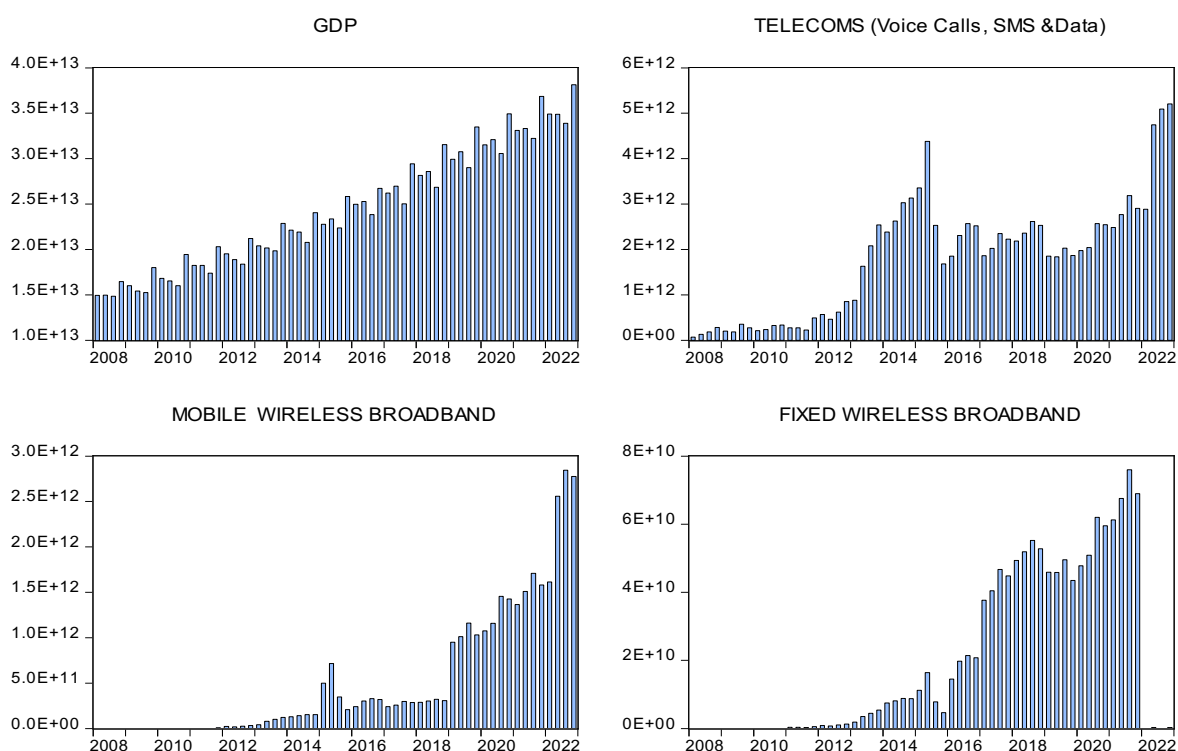 GDP
4.0E+13
3.5E+13
3.0E+13
2.5E+13
2.0E+13
1.5E+13
1.0E+13
2008 2010 2012 2014 2016 2018 2020 2022
TELECOMS (Voice Calls, SMS &Data)
6E+12
5E+12
4E+12
3E+12
2E+12
1E+12
0E+00
2008 2010 2012 2014 2016 2018 2020 2022
MOBILE WIRELESS BROADBAND
3.0E+12
2.5E+12
2.0E+12
1.5E+12
1.0E+12
5.0E+11
0.0E+00
2008 2010 2012 2014 2016 2018 2020 2022
FIXED WIRELESS BROADBAND
8E+10
6E+10
4E+10
2E+10
0E+00
2008 2010 2012 2014 2016 2018 2020 2022